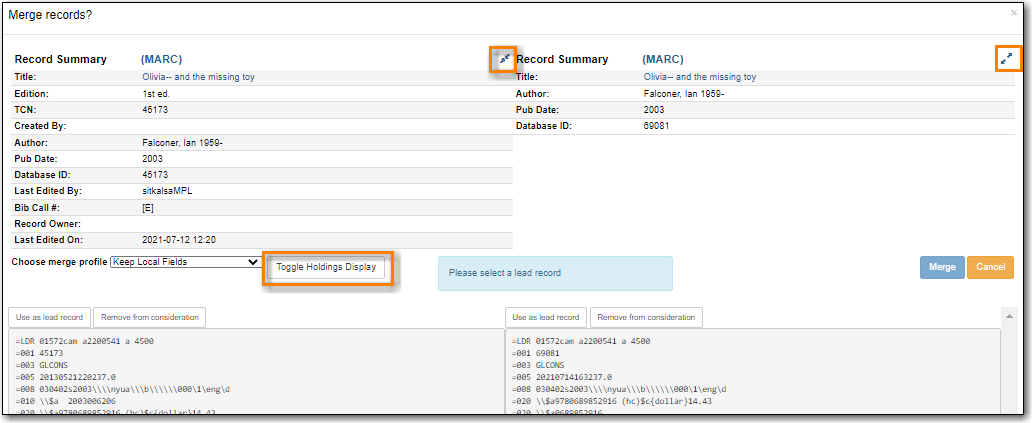 Merge records?
×
Record Summary (MARC)
Title: Olivia-- and the missing toy
Edition: 1st ed.
TCN: 45173
Created By:
Author: Falconer, Ian 1959-
Pub Date: 2003
Database ID: 45173
Last Edited By: sitkalsaMPL
Bib Call #: [E]
Record Owner:
Last Edited On: 2021-07-12 12:20
Record Summary (MARC)
Title: Olivia-- and the missing toy
Author: Falconer, Ian 1959-
Pub Date: 2003
Database ID: 69081
Choose merge profile Keep Local Fields Toggle Holdings Display Please select a lead record Merge Cancel
Use as lead record Remove from consideration
=LDR 01572cam a2200541 a 4500
=001 45173
=003 GLCONS
=005 20130521220237.0
=008 030402s2003\\\\nyua\\\b\\\\\\000\1\eng\d
=010 \\$a  2003006206
=020 \\$a9780689852916 (hc)$c{dollar}14.43
Use as lead record Remove from consideration
=LDR 01572cam a2200541 a 4500
=001 69081
=003 GLCONS
=005 20210714163237.0
=008 030402s2003\\\\nyua\\\b\\\\\\000\1\eng\d
=020 \\$a9780689852916 (hc)$c{dollar}14.43
=020 \\$a0689852916